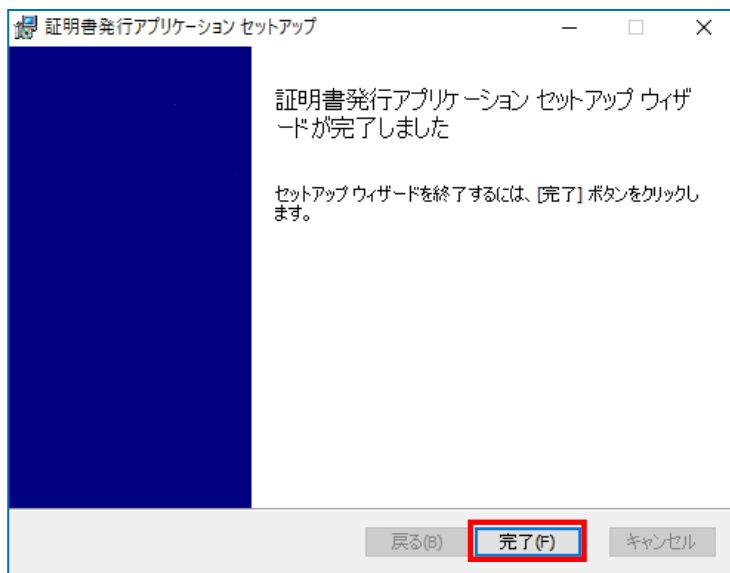 証明書発行アプリケーション セットアップ
証明書発行アプリケーション セットアップ ウィザ
ードが完了しました
セットアップ ウィザードを終了するには、[完了] ボタンをクリックし
ます。
戻る(B)
完了(F)
キャンセル